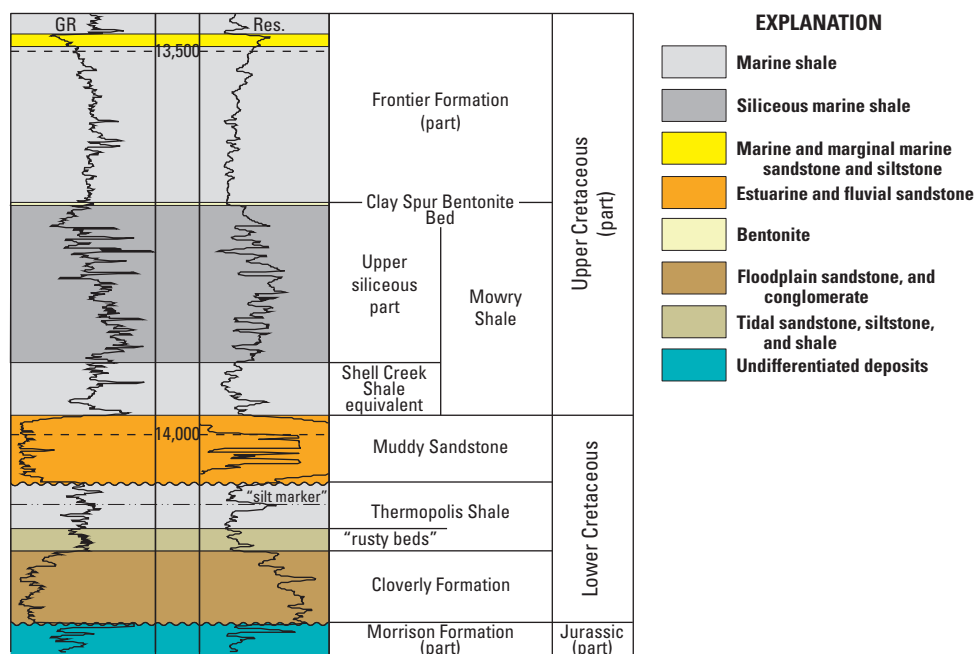 GR
Res.
13,500
Frontier Formation
(part)
Clay Spur Bentonite
Bed
Upper
siliceous
part
Mowry
Shale
Shell Creek
Shale
equivalent
Upper Cretaceous
(part)
14,000
Muddy Sandstone
"silt marker"
Thermopolis Shale
"rusty beds"
Cloverly Formation
Lower Cretaceous
Morrison Formation
(part)
Jurassic
(part)
EXPLANATION
Marine shale
Siliceous marine shale
Marine and marginal marine
sandstone and siltstone
Estuarine and fluvial sandstone
Bentonite
Floodplain sandstone, and
conglomerate
Tidal sandstone, siltstone,
and shale
Undifferentiated deposits